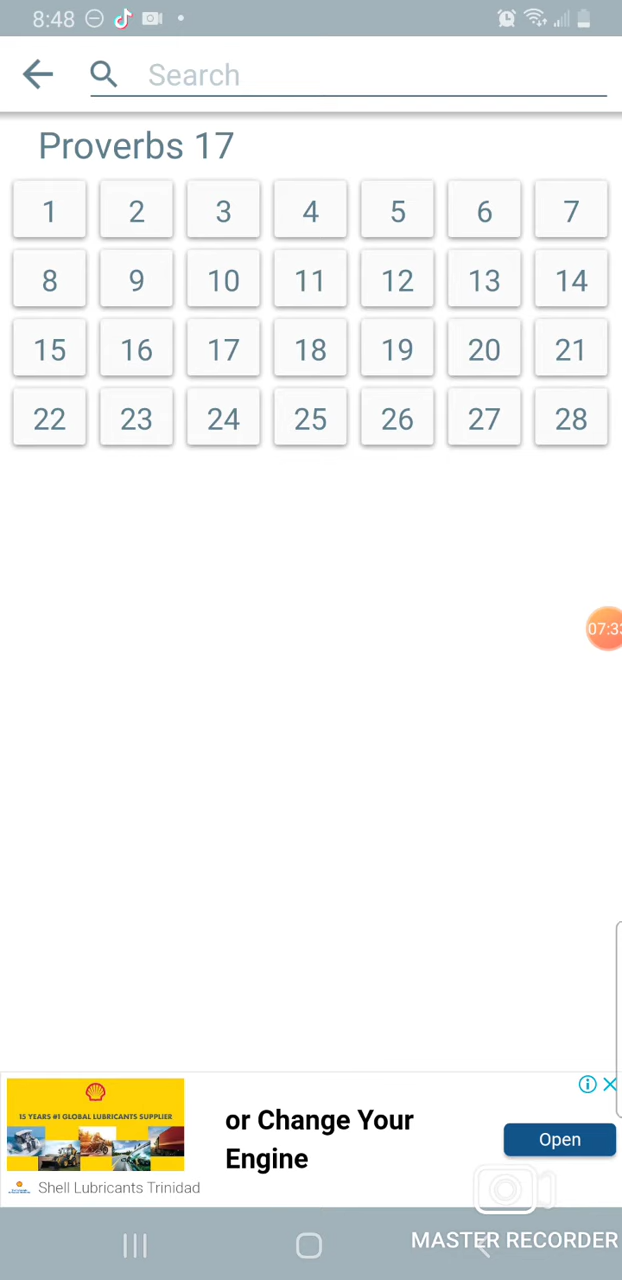 8:48
Search
Proverbs 17
1 2 3 4 5 6 7
8 9 10 11 12 13 14
15 16 17 18 19 20 21
22 23 24 25 26 27 28
07:33
15 YEARS #1 GLOBAL LUBRICANTS SUPPLIER
or Change Your
Engine
Open
Shell Lubricants Trinidad
MASTER RECORDER